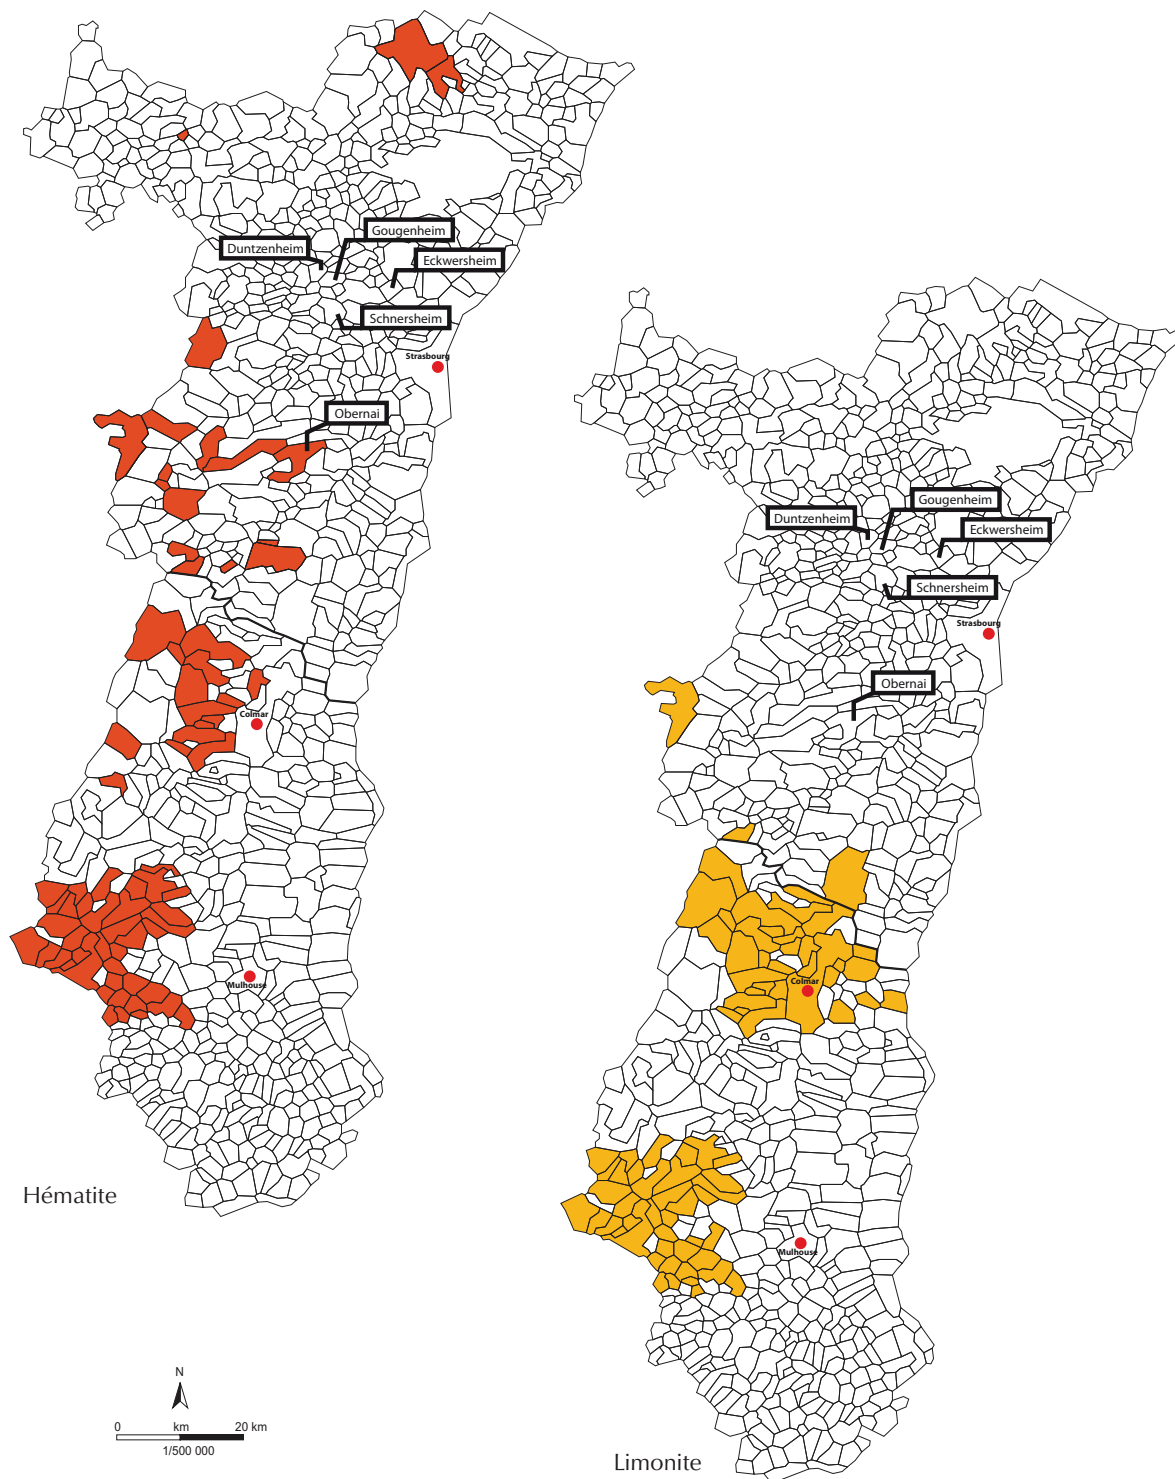 Gougenheim
Duntzenheim
Eckwersheim
Schnersheim
Strasbourg
Obernai
Colmar
Mulhouse
Hématite
Gougenheim
Duntzenheim
Eckwersheim
Schnersheim
Strasbourg
Obernai
Colmar
Mulhouse
Limonite
N
0 km 20 km
1/500 000